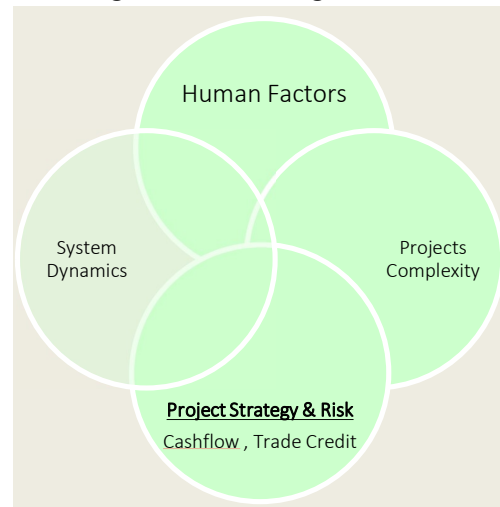 Human Factors
System
Dynamics
Projects
Complexity
Project Strategy & Risk
Cashflow , Trade Credit